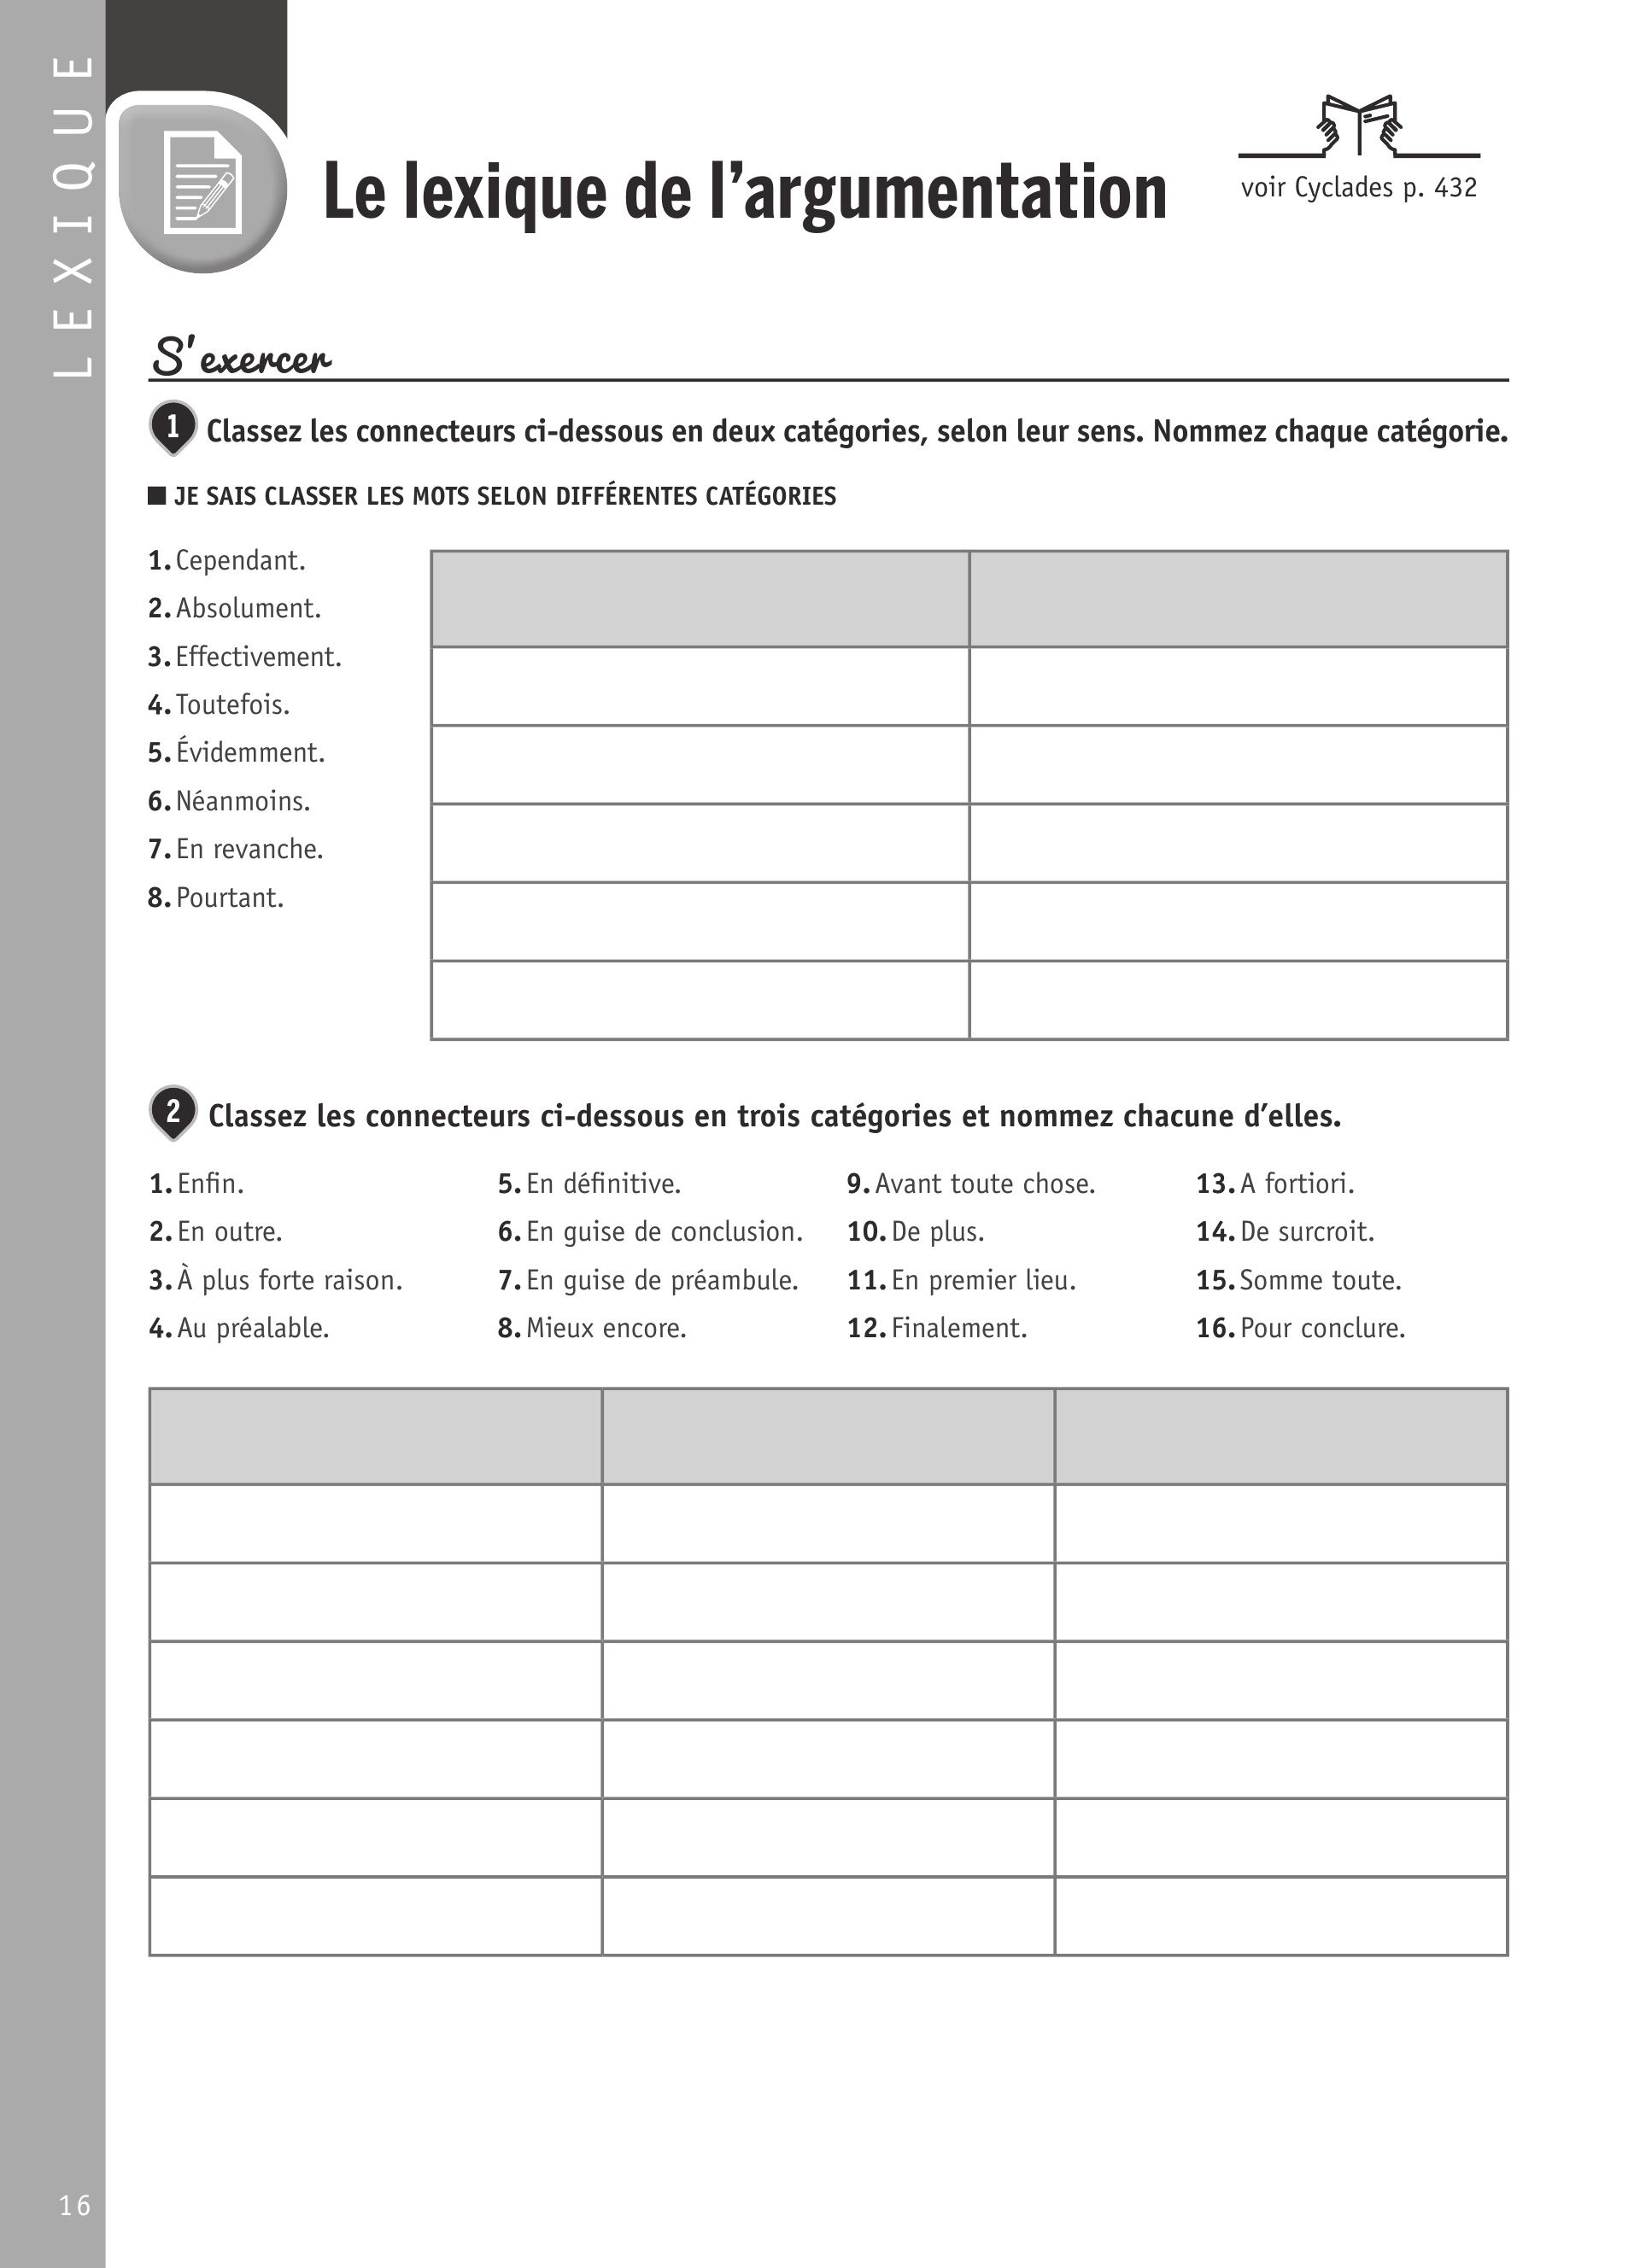 LEXIQUE
Le lexique de l'argumentation
voir Cyclades p. 432
S'exercer
1 Classez les connecteurs ci-dessous en deux catégories, selon leur sens. Nommez chaque catégorie.
■ JE SAIS CLASSER LES MOTS SELON DIFFÉRENTES CATÉGORIES
1. Cependant.
2. Absolument.
3. Effectivement.
4. Toutefois.
5. Évidemment.
6. Néanmoins.
7. En revanche.
8. Pourtant.
2 Classez les connecteurs ci-dessous en trois catégories et nommez chacune d'elles.
1. Enfin.
2. En outre.
3. À plus forte raison.
4. Au préalable.
5. En définitive.
6. En guise de conclusion.
7. En guise de préambule.
8. Mieux encore.
9. Avant toute chose.
10. De plus.
11. En premier lieu.
12. Finalement.
13. A fortiori.
14. De surcroit.
15. Somme toute.
16. Pour conclure.
16